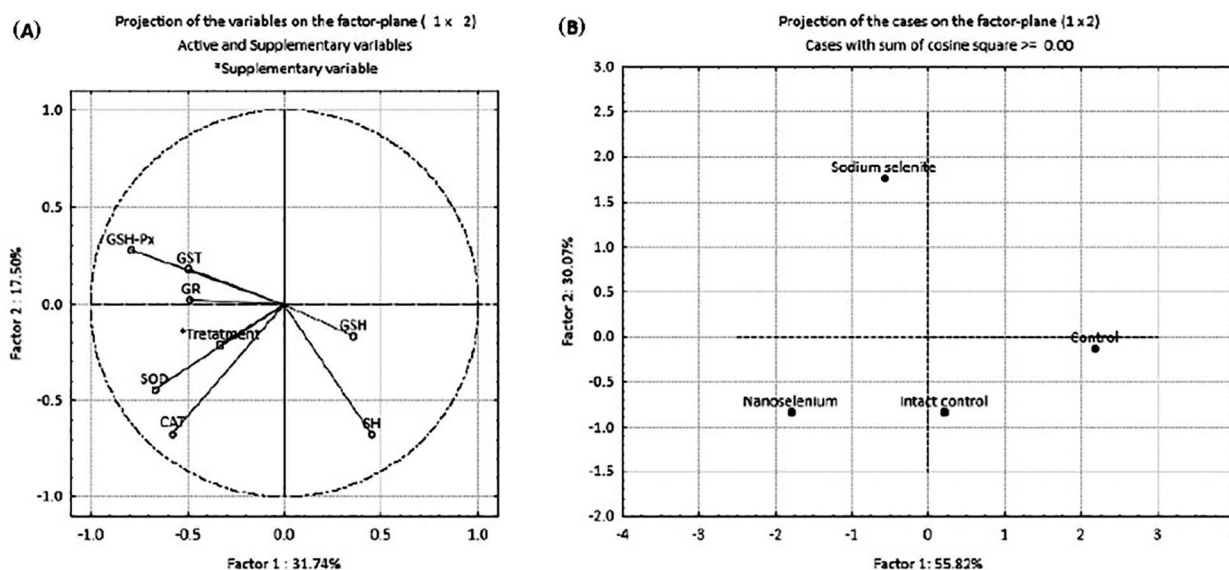 (A)
Projection of the variables on the factor-plane ( 1 x 2)
Active and Supplementary variables
*Supplementary variable
1.0
0.5
0.0
-0.5
-1.0
Factor 2 : 17.50%
GSH-Px
GST
GR
*Tretatment
SOD
CAT
GSH
SH
-1.0 -0.5 0.0 0.5 1.0
Factor 1 : 31.74%
(B)
Projection of the cases on the factor-plane (1 x 2)
Cases with sum of cosine square >= 0.00
3.0
2.5
2.0
1.5
1.0
0.5
0.0
-0.5
-1.0
-1.5
-2.0
Factor 2: 30.07%
Sodium selenite
Control
Nanoselenium
Intact control
-4 -3 -2 -1 0 1 2 3
Factor 1: 55.82%